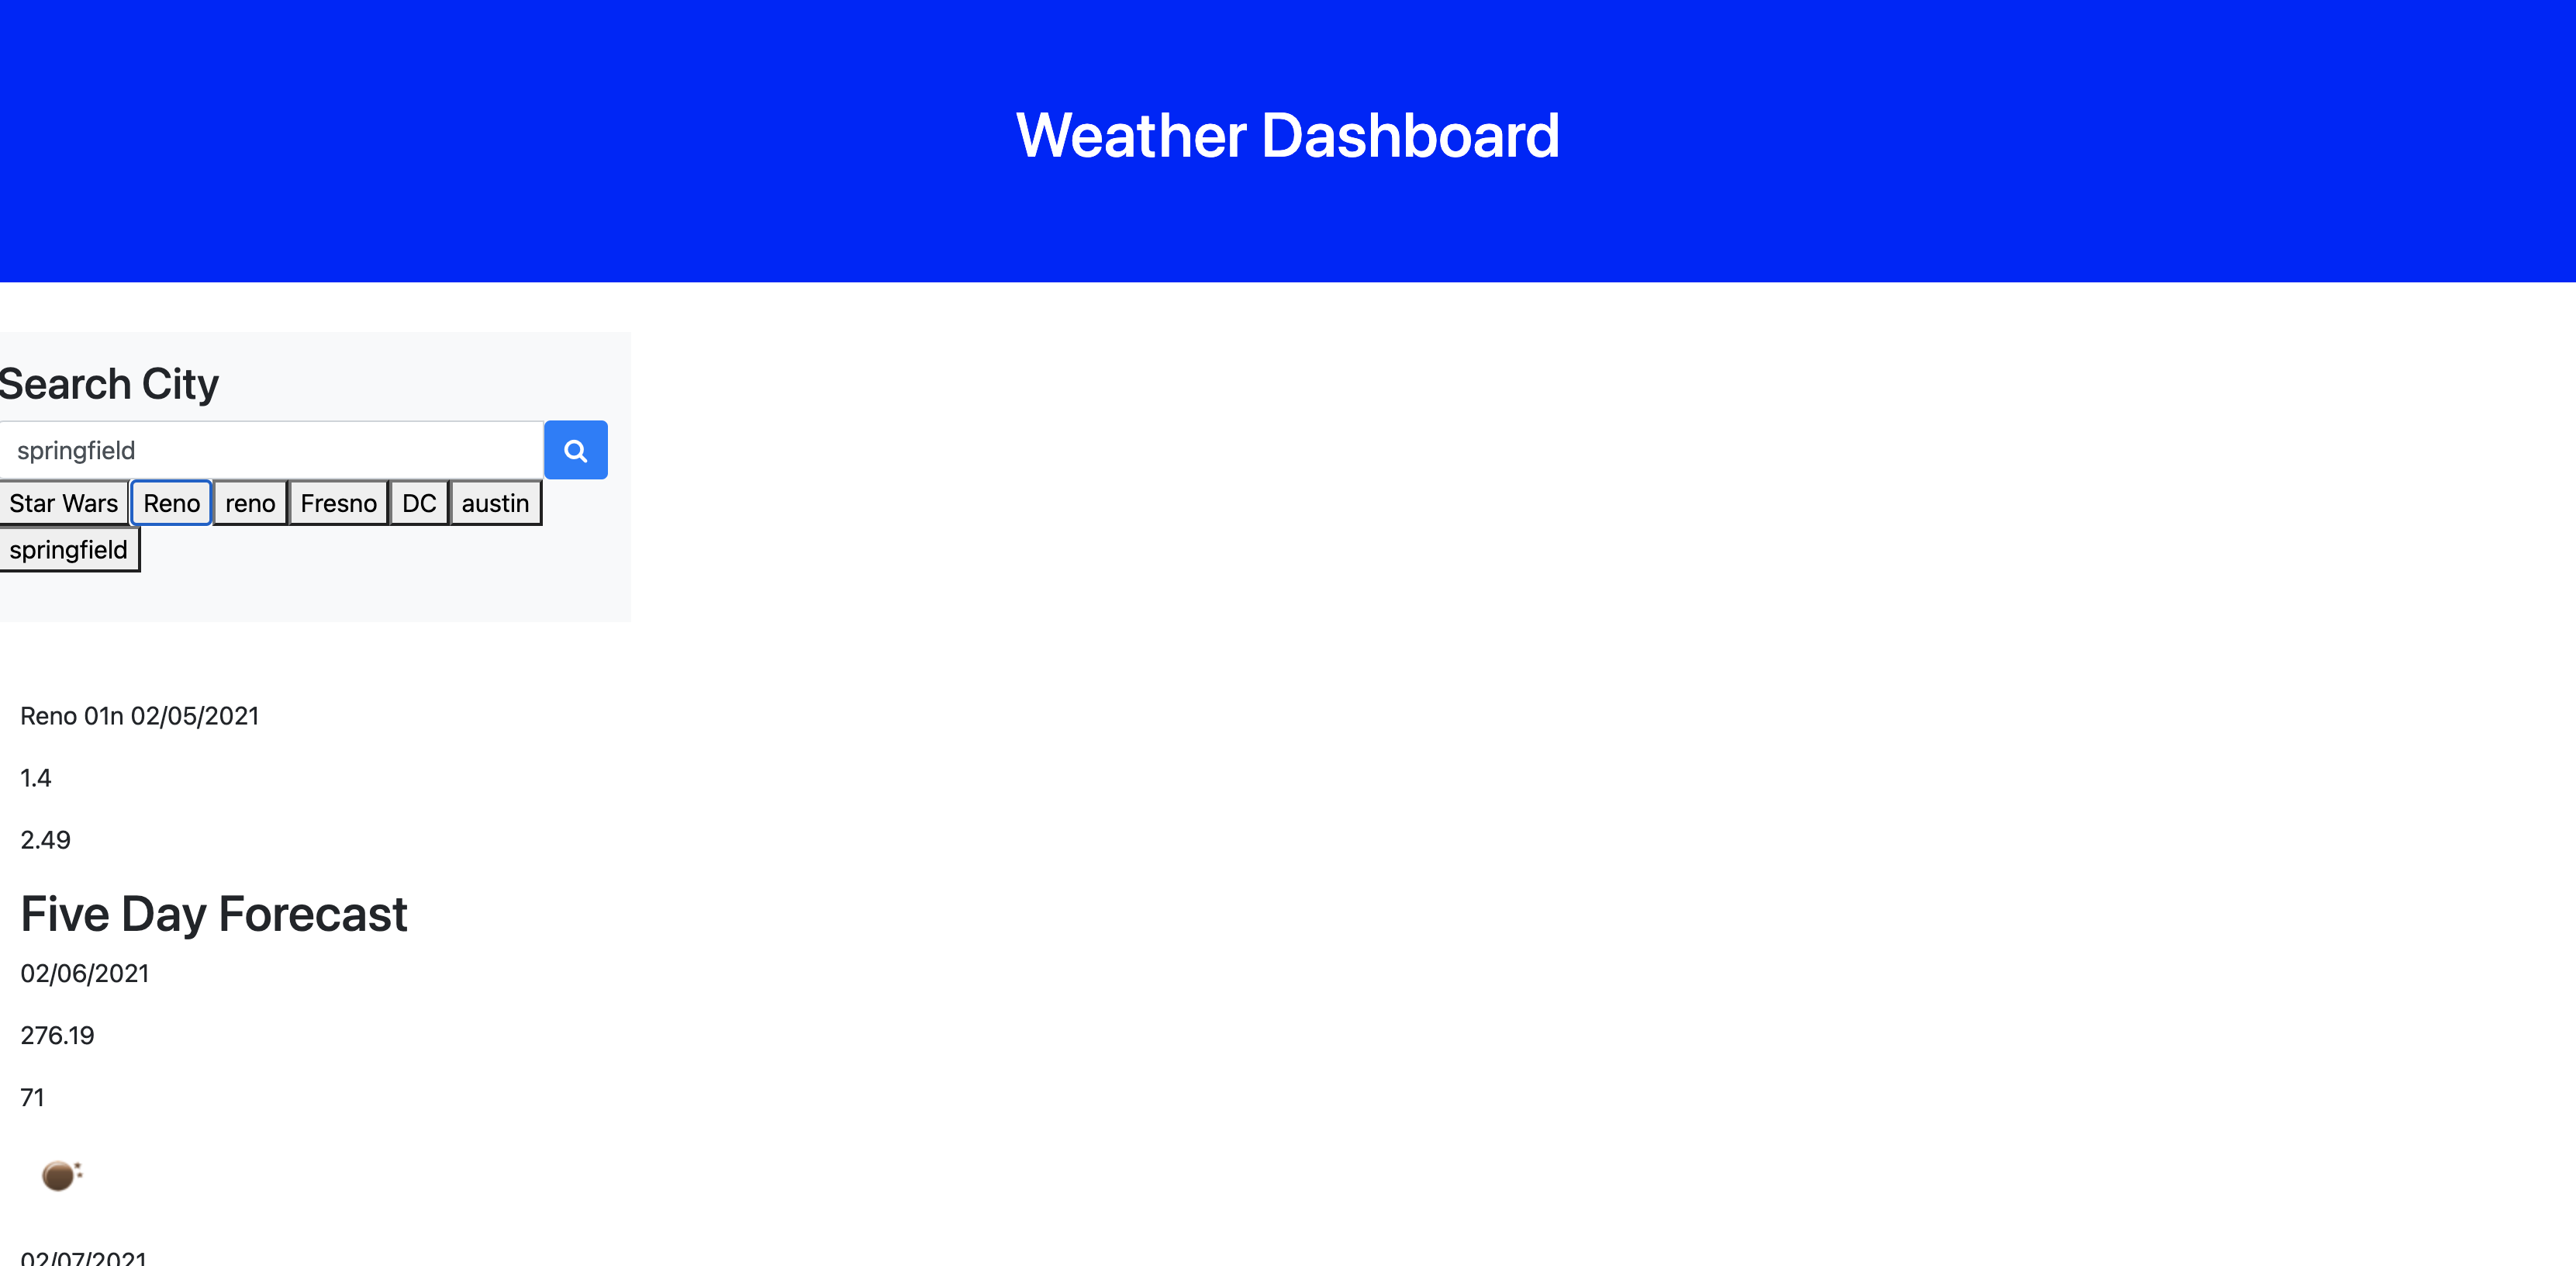 Weather Dashboard
Search City
springfield
Star Wars Reno reno Fresno DC austin
springfield
Reno 01n 02/05/2021
1.4
2.49
Five Day Forecast
02/06/2021
276.19
71
02/07/2021